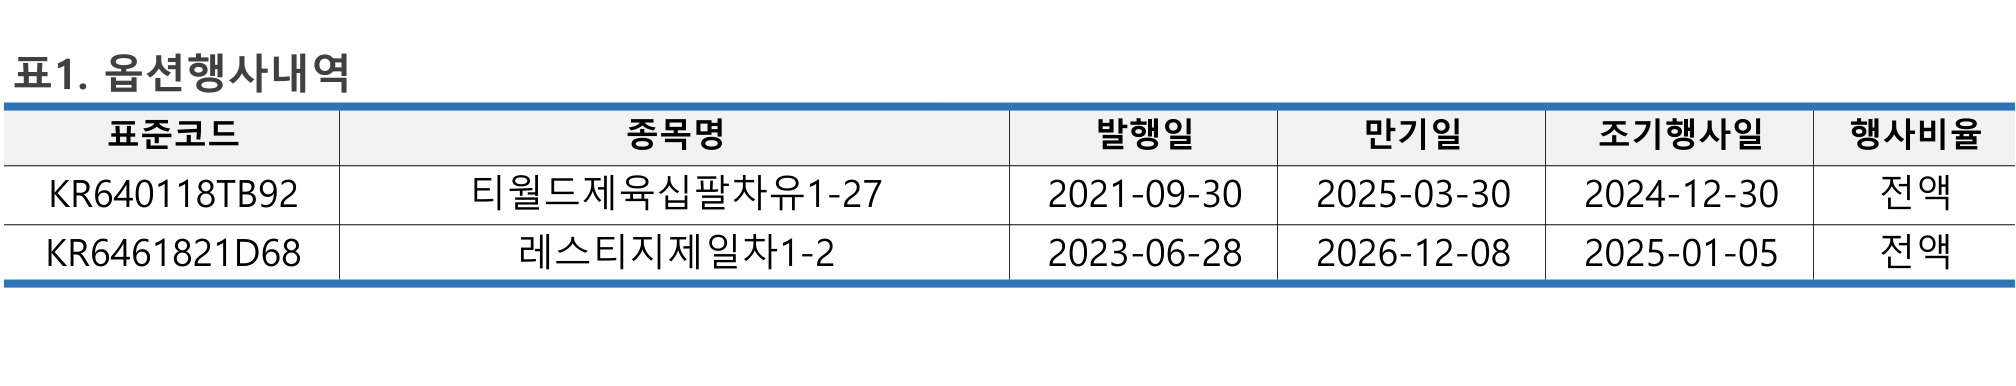 표1. 옵션행사내역
표준코드 종목명 발행일 만기일 조기행사일 행사비율
KR640118TB92 티월드제육십팔차유1-27 2021-09-30 2025-03-30 2024-12-30 전액
KR6461821D68 레스티지제일차1-2 2023-06-28 2026-12-08 2025-01-05 전액